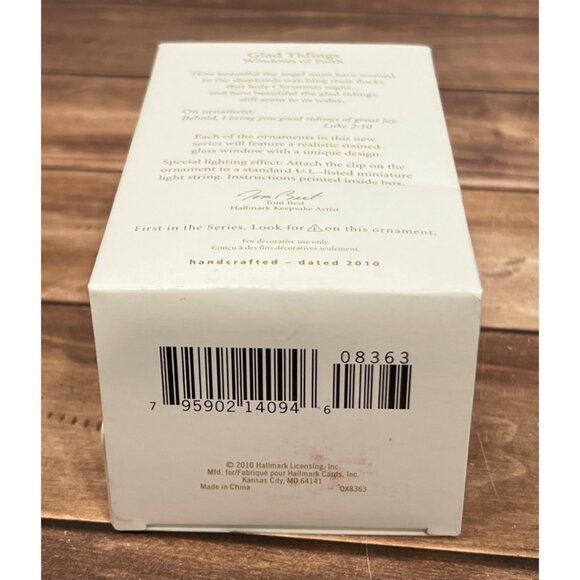 Glad Tidings
Windows of Faith
How beautiful the angel must have seemed
to the shepherds watching their flocks
that holy Christmas night...
and how beautiful the glad tidings
still seem to us today.
On ornament:
Behold, I bring you good tidings of great joy.
Luke 2:10
Each of the ornaments in this new
series will feature a realistic stained-
glass window with a unique design.
Special lighting effect: Attach the clip on the
ornament to a standard U.L.-listed miniature
light string. Instructions printed inside box.
Tom Best
Tom Best
Hallmark Keepsake Artist
First in the Series. Look for 1 on this ornament.
For decorative use only.
Conçu à des fins décoratives seulement.
handcrafted – dated 2010
08363
7 95902 14094 6
© 2010 Hallmark Licensing, Inc.
Mfd. for/Fabriqué pour Hallmark Cards, Inc.
Kansas City, MO 64141
Made in China QX8363